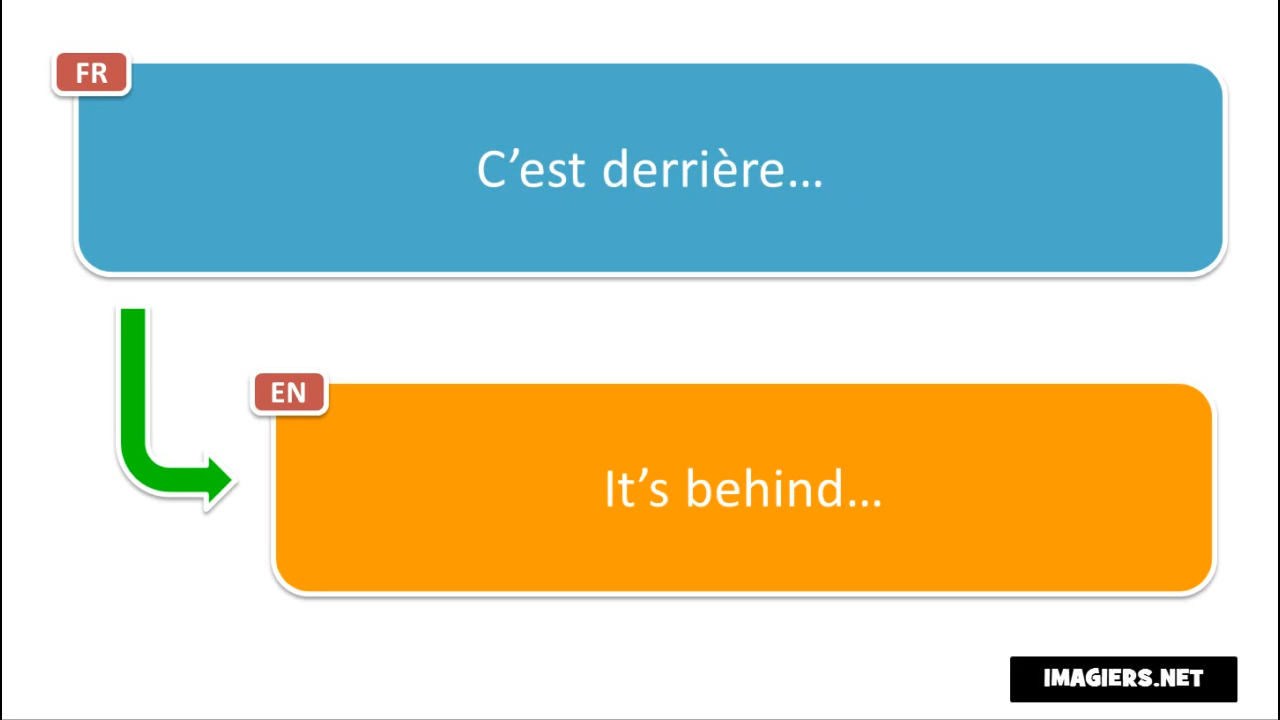 FR
C’est derrière...
EN
It’s behind...
IMAGIERS.NET